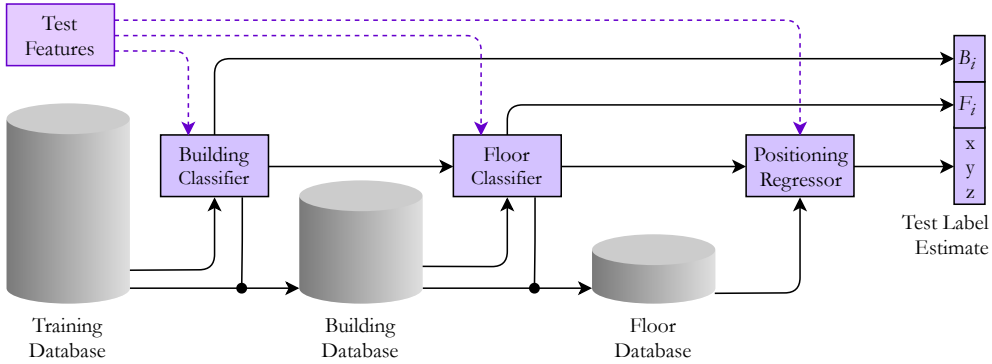 Test
Features
B_i
F_i
x
y
z
Building
Classifier
Floor
Classifier
Positioning
Regressor
Test Label
Estimate
Training
Database
Building
Database
Floor
Database